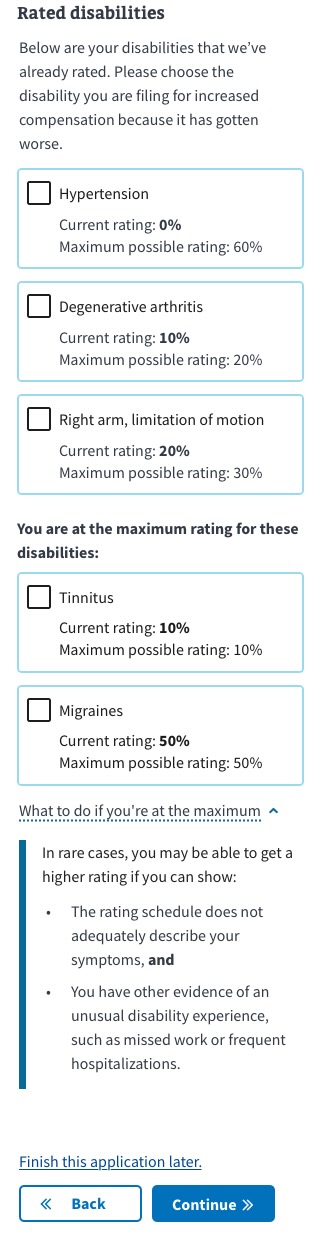 Rated disabilities
Below are your disabilities that we’ve
already rated. Please choose the
disability you are filing for increased
compensation because it has gotten
worse.
Hypertension
Current rating: 0%
Maximum possible rating: 60%
Degenerative arthritis
Current rating: 10%
Maximum possible rating: 20%
Right arm, limitation of motion
Current rating: 20%
Maximum possible rating: 30%
You are at the maximum rating for these
disabilities:
Tinnitus
Current rating: 10%
Maximum possible rating: 10%
Migraines
Current rating: 50%
Maximum possible rating: 50%
What to do if you're at the maximum
In rare cases, you may be able to get a
higher rating if you can show:
• The rating schedule does not
adequately describe your
symptoms, and
• You have other evidence of an
unusual disability experience,
such as missed work or frequent
hospitalizations.
Finish this application later.
« Back
Continue »